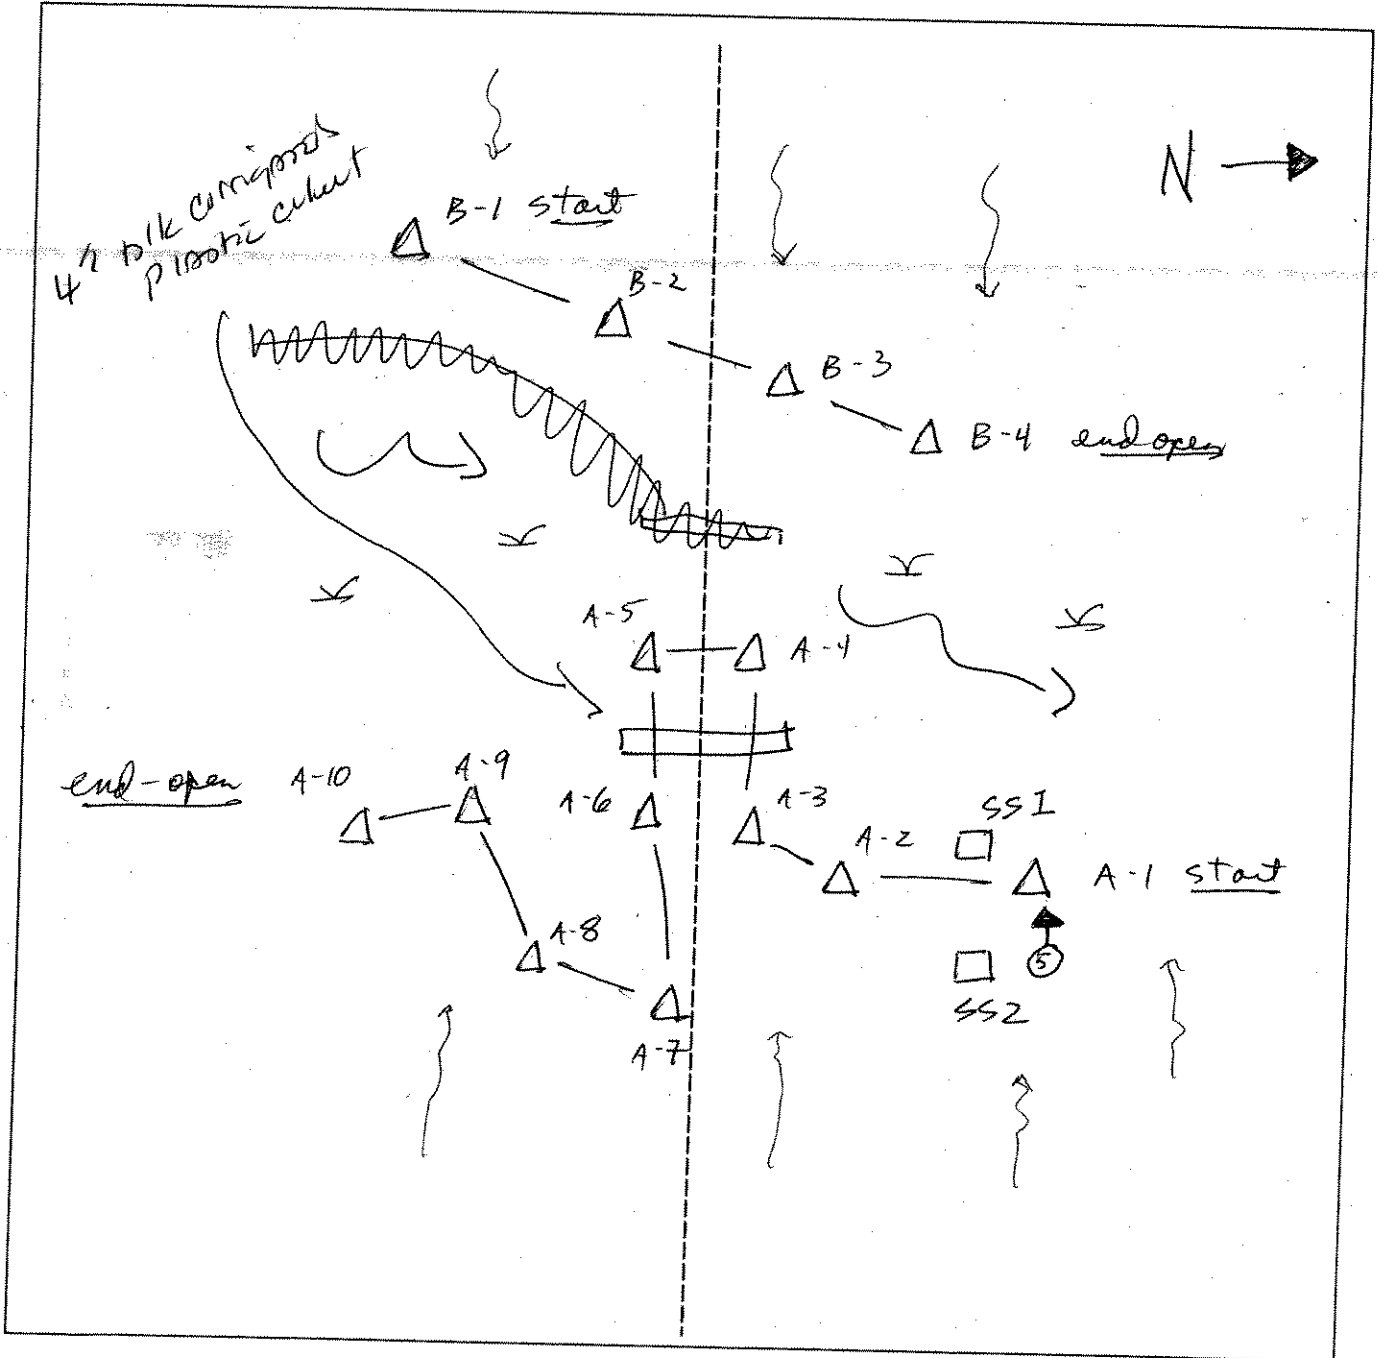 N
B-1 start
4" blk corrugated
plastic culvert
B-2
B-3
B-4 end open
A-5
A-4
end-open
A-10
A-9
A-6
A-3
SS1
A-2
A-1 start
A-8
5
SS2
A-7